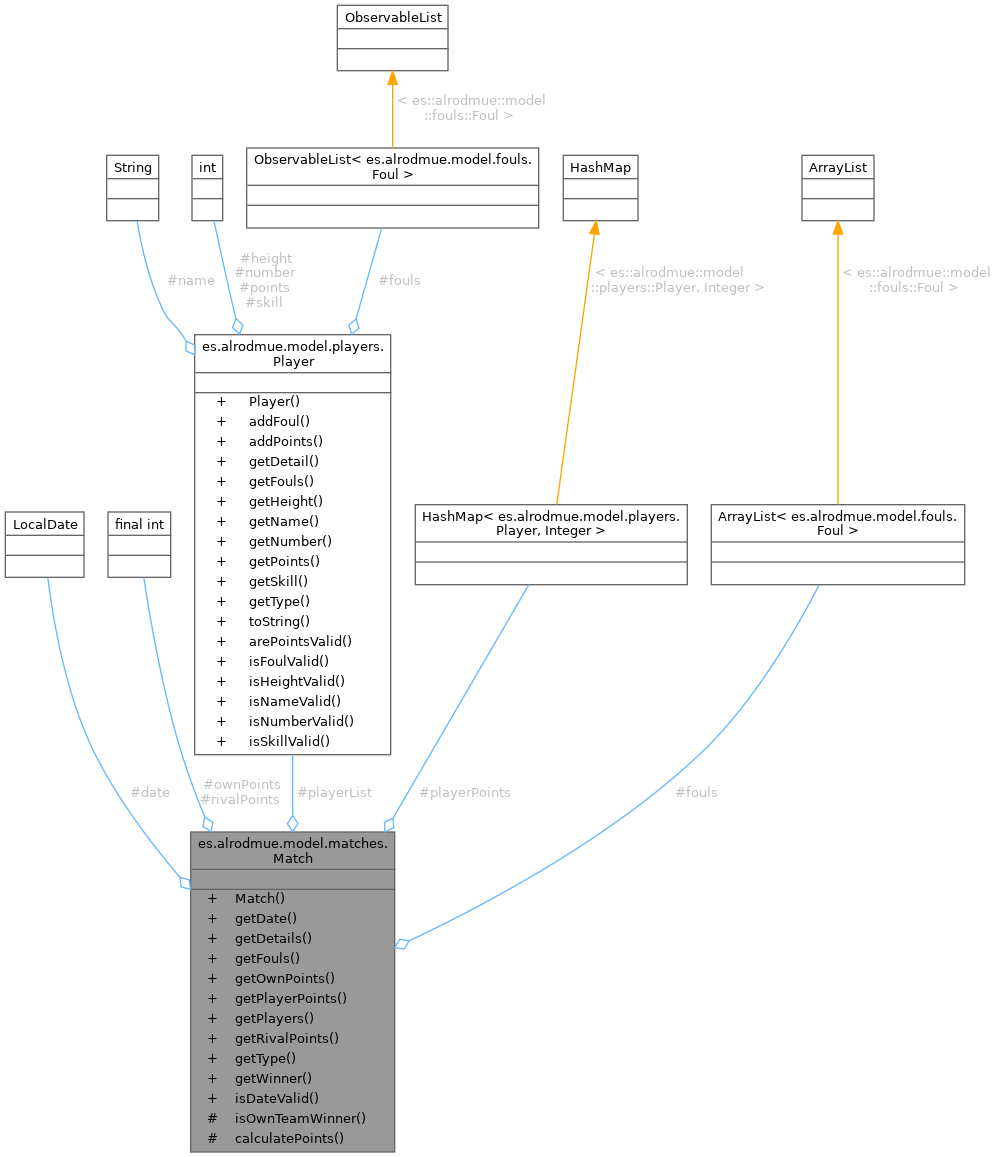 ObservableList
< es::alrodmue::model
::fouls::Foul >
String
int
ObservableList< es.alrodmue.model.fouls.
Foul >
HashMap
ArrayList
#name
#height
#number
#points
#skill
#fouls
< es::alrodmue::model
::players::Player, Integer >
< es::alrodmue::model
::fouls::Foul >
es.alrodmue.model.players.
Player
+ Player()
+ addFoul()
+ addPoints()
+ getDetail()
+ getFouls()
+ getHeight()
+ getName()
+ getNumber()
+ getPoints()
+ getSkill()
+ getType()
+ toString()
+ arePointsValid()
+ isFoulValid()
+ isHeightValid()
+ isNameValid()
+ isNumberValid()
+ isSkillValid()
LocalDate
final int
HashMap< es.alrodmue.model.players.
Player, Integer >
ArrayList< es.alrodmue.model.fouls.
Foul >
#date
#ownPoints
#rivalPoints
#playerList
#playerPoints
#fouls
es.alrodmue.model.matches.
Match
+ Match()
+ getDate()
+ getDetails()
+ getFouls()
+ getOwnPoints()
+ getPlayerPoints()
+ getPlayers()
+ getRivalPoints()
+ getType()
+ getWinner()
+ isDateValid()
# isOwnTeamWinner()
# calculatePoints()